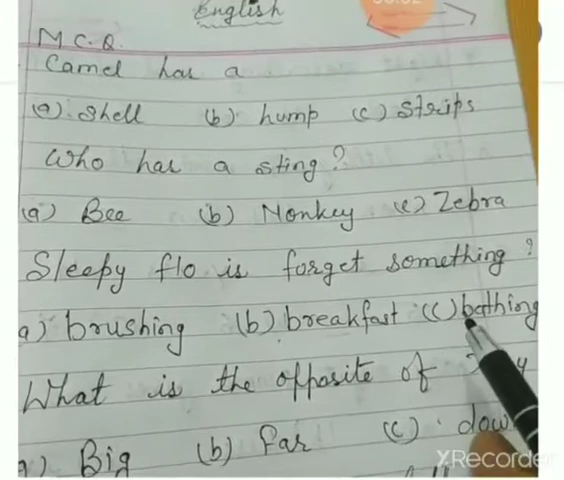 English
M.C.Q.
Camel has a
(a) Shell (b) hump (c) Strips
Who has a sting?
(a) Bee (b) Monkey (c) Zebra
Sleepy flo is forget something?
a) brushing (b) breakfast (c) bathing
What is the opposite of
a) Big (b) Far (c) dow
XRecorder